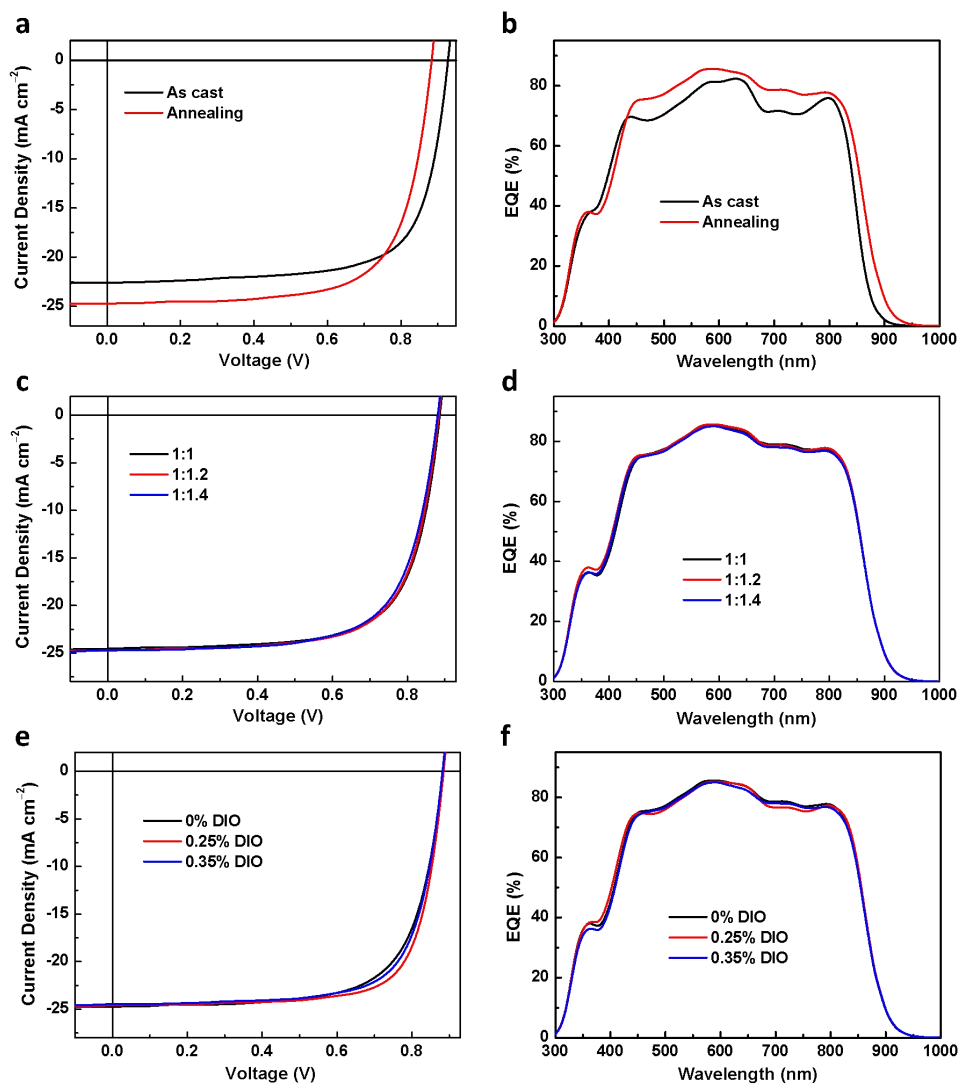 a
0
-5
-10
-15
-20
-25
Current Density (mA cm⁻²)
As cast
Annealing
0.0 0.2 0.4 0.6 0.8
Voltage (V)
b
80
60
40
20
0
EQE (%)
As cast
Annealing
300 400 500 600 700 800 900 1000
Wavelength (nm)
c
0
-5
-10
-15
-20
-25
Current Density (mA cm⁻²)
1:1
1:1.2
1:1.4
0.0 0.2 0.4 0.6 0.8
Voltage (V)
d
80
60
40
20
0
EQE (%)
1:1
1:1.2
1:1.4
300 400 500 600 700 800 900 1000
Wavelength (nm)
e
0
-5
-10
-15
-20
-25
Current Density (mA cm⁻²)
0% DIO
0.25% DIO
0.35% DIO
0.0 0.2 0.4 0.6 0.8
Voltage (V)
f
80
60
40
20
0
EQE (%)
0% DIO
0.25% DIO
0.35% DIO
300 400 500 600 700 800 900 1000
Wavelength (nm)